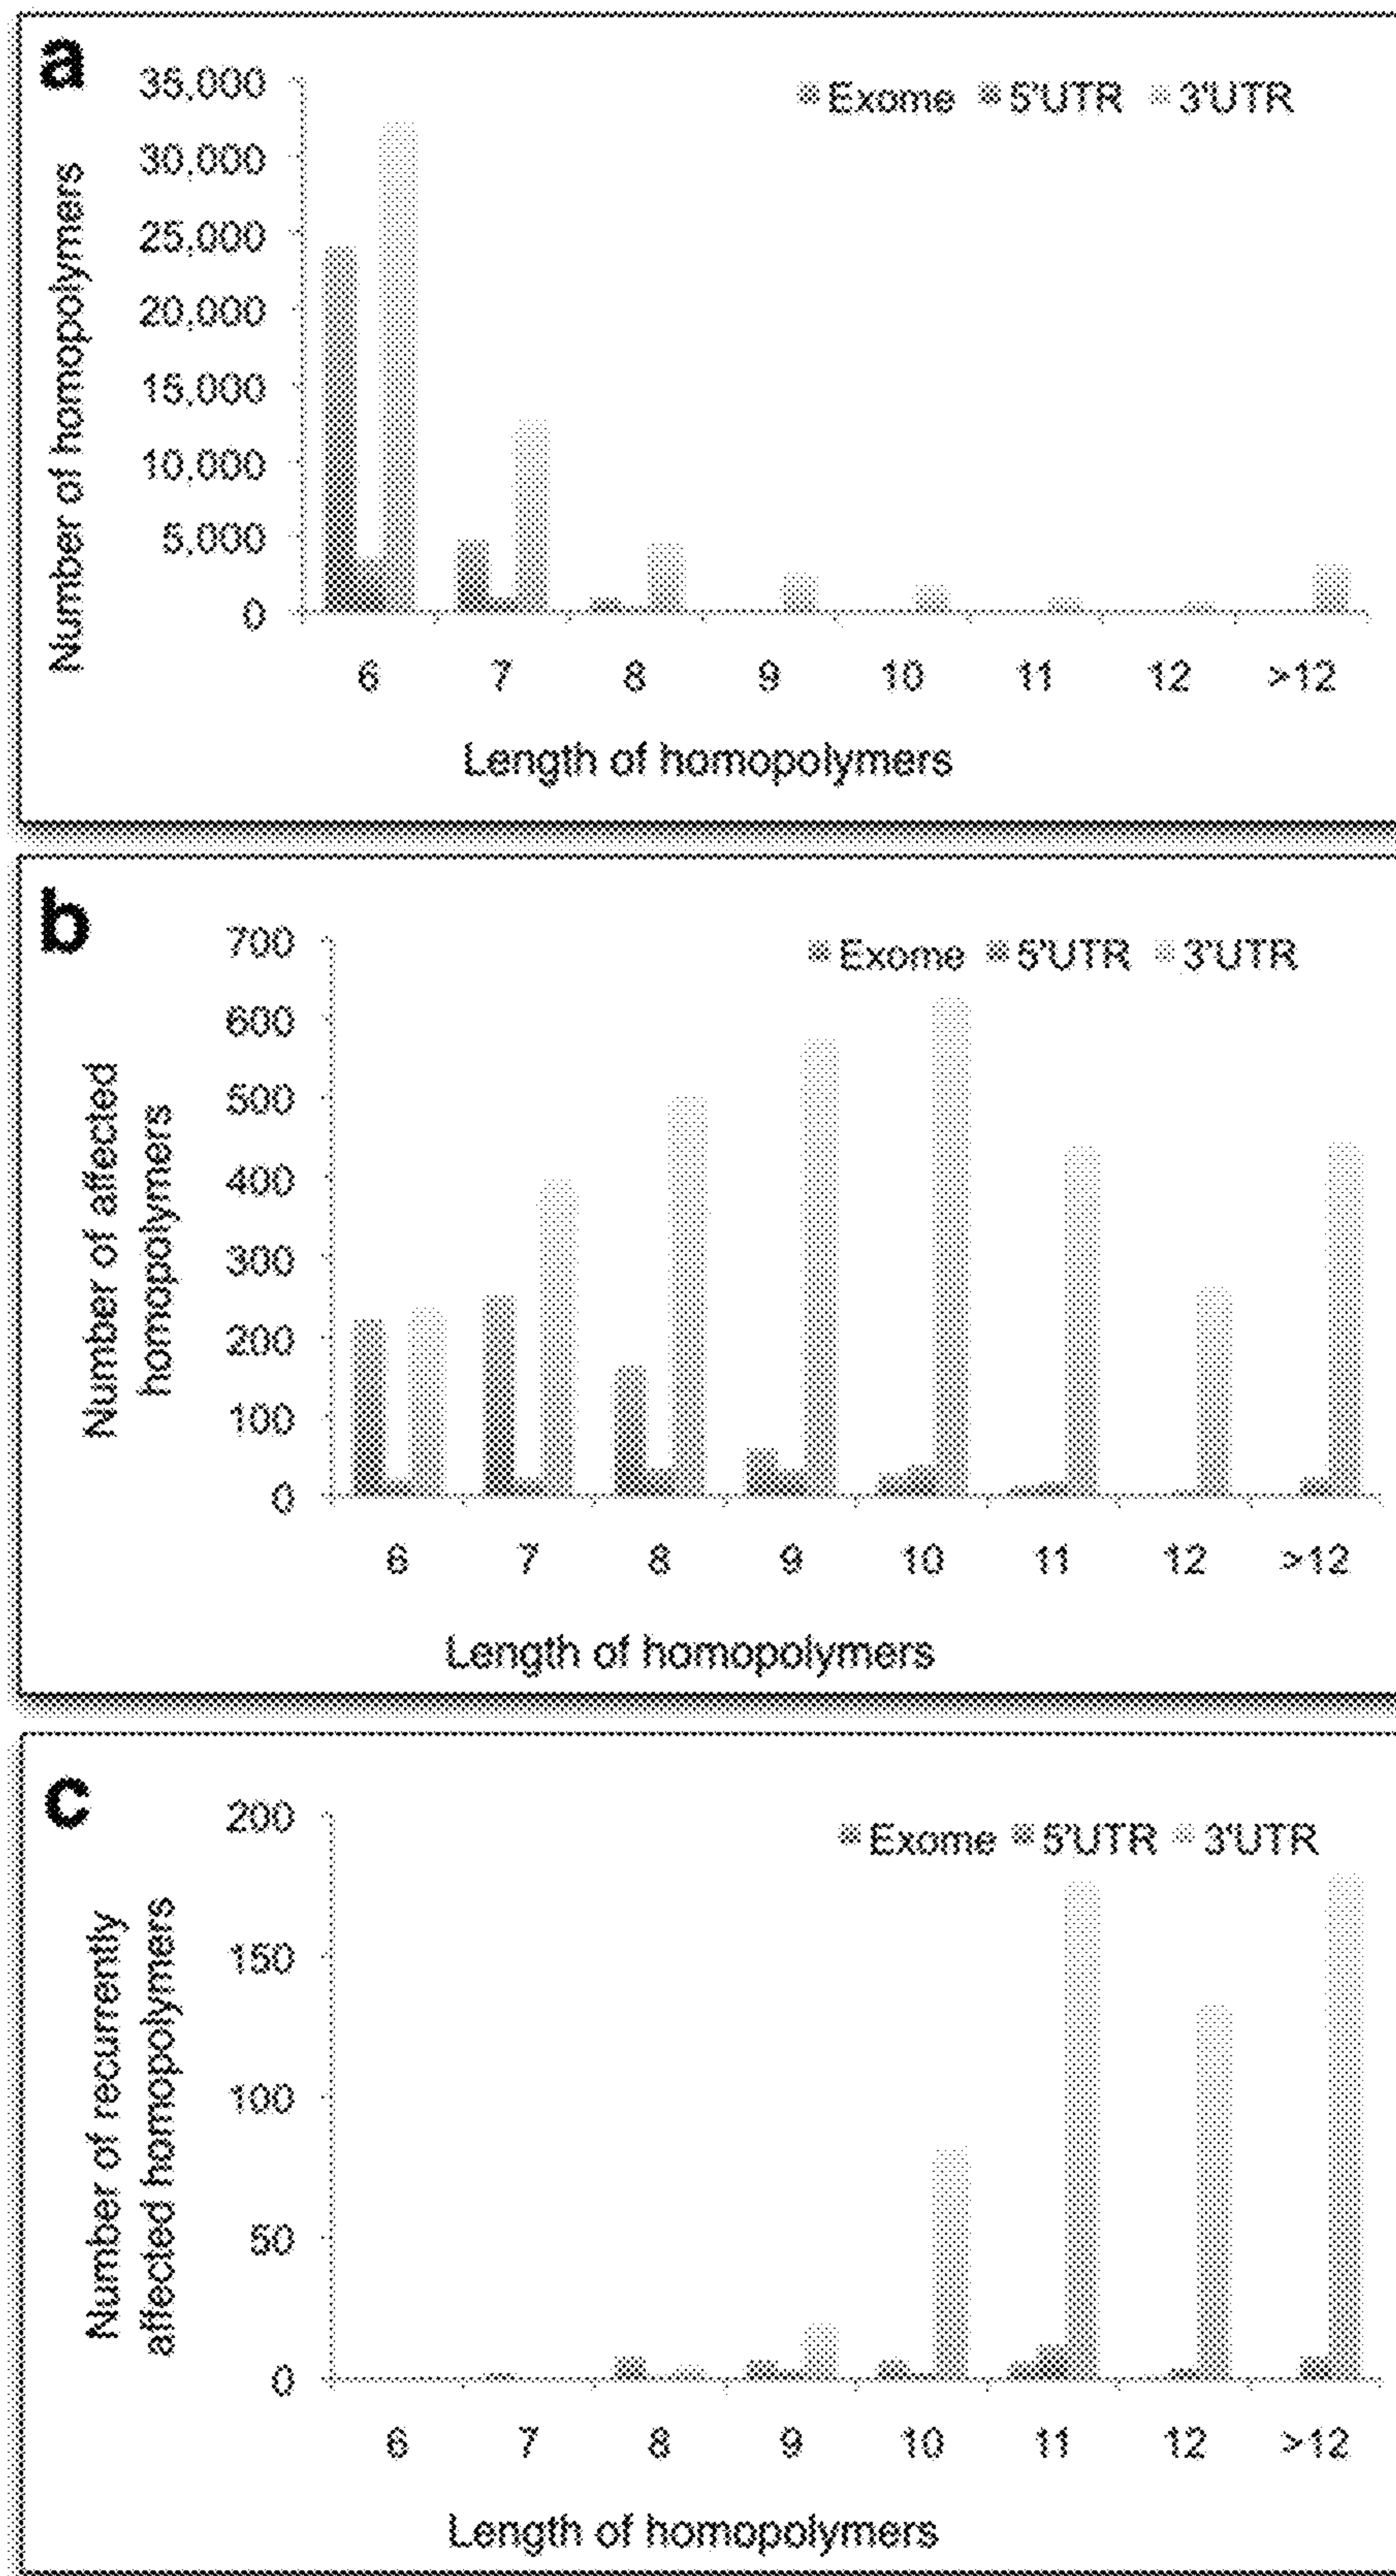 a
35,000
Exome 5'UTR 3'UTR
30,000
25,000
20,000
15,000
10,000
5,000
0
Number of homopolymers
6 7 8 9 10 11 12 >12
Length of homopolymers
b
700
Exome 5'UTR 3'UTR
600
500
400
300
200
100
0
Number of affected
homopolymers
6 7 8 9 10 11 12 >12
Length of homopolymers
c
200
Exome 5'UTR 3'UTR
150
100
50
0
Number of recurrently
affected homopolymers
6 7 8 9 10 11 12 >12
Length of homopolymers